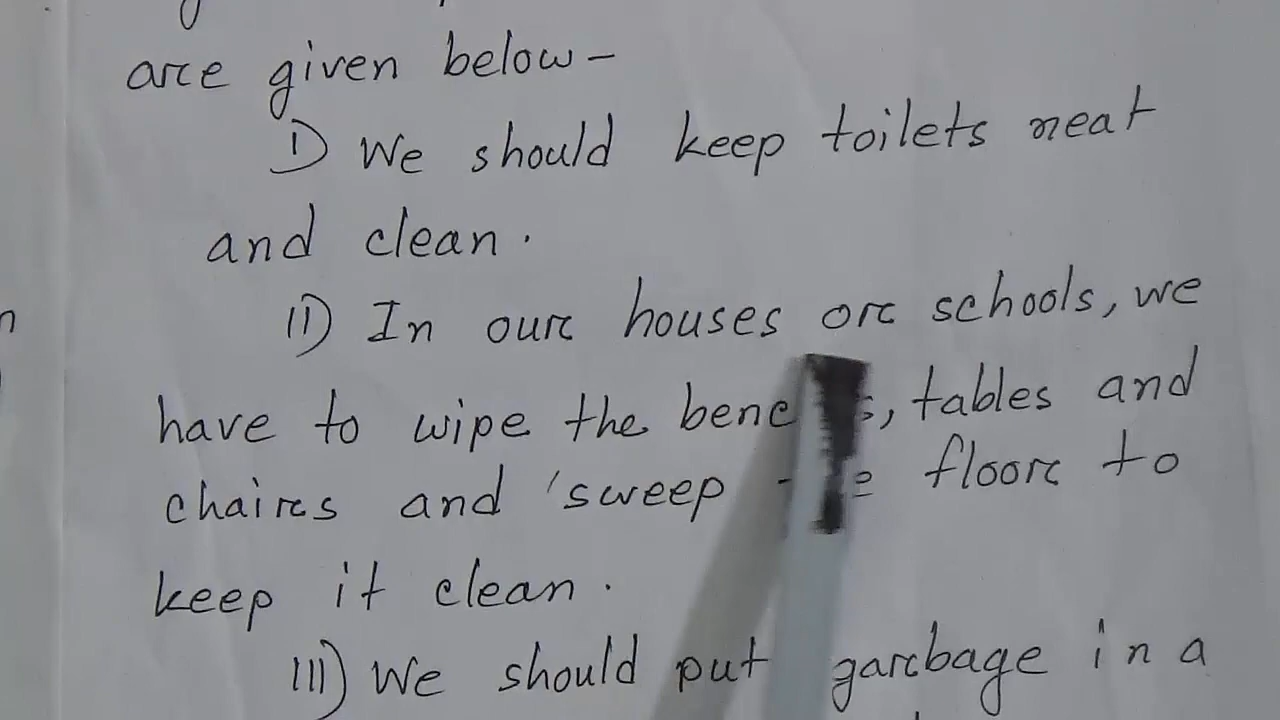 are given below-
I) We should keep toilets neat
and clean.
II) In our houses or schools, we
have to wipe the , tables and
chairs and sweep floor to
keep it clean.
III) We should put garbage in a